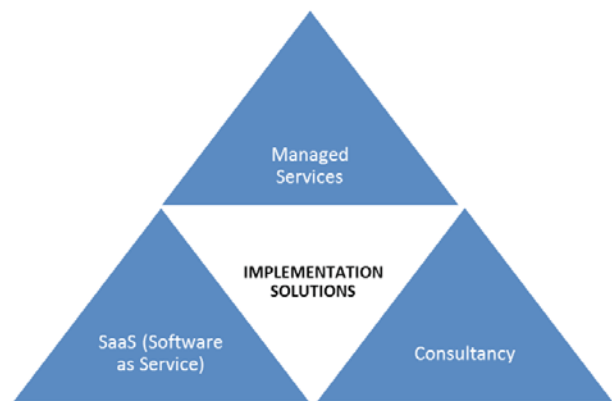 Managed
Services
IMPLEMENTATION
SOLUTIONS
SaaS (Software
as Service)
Consultancy